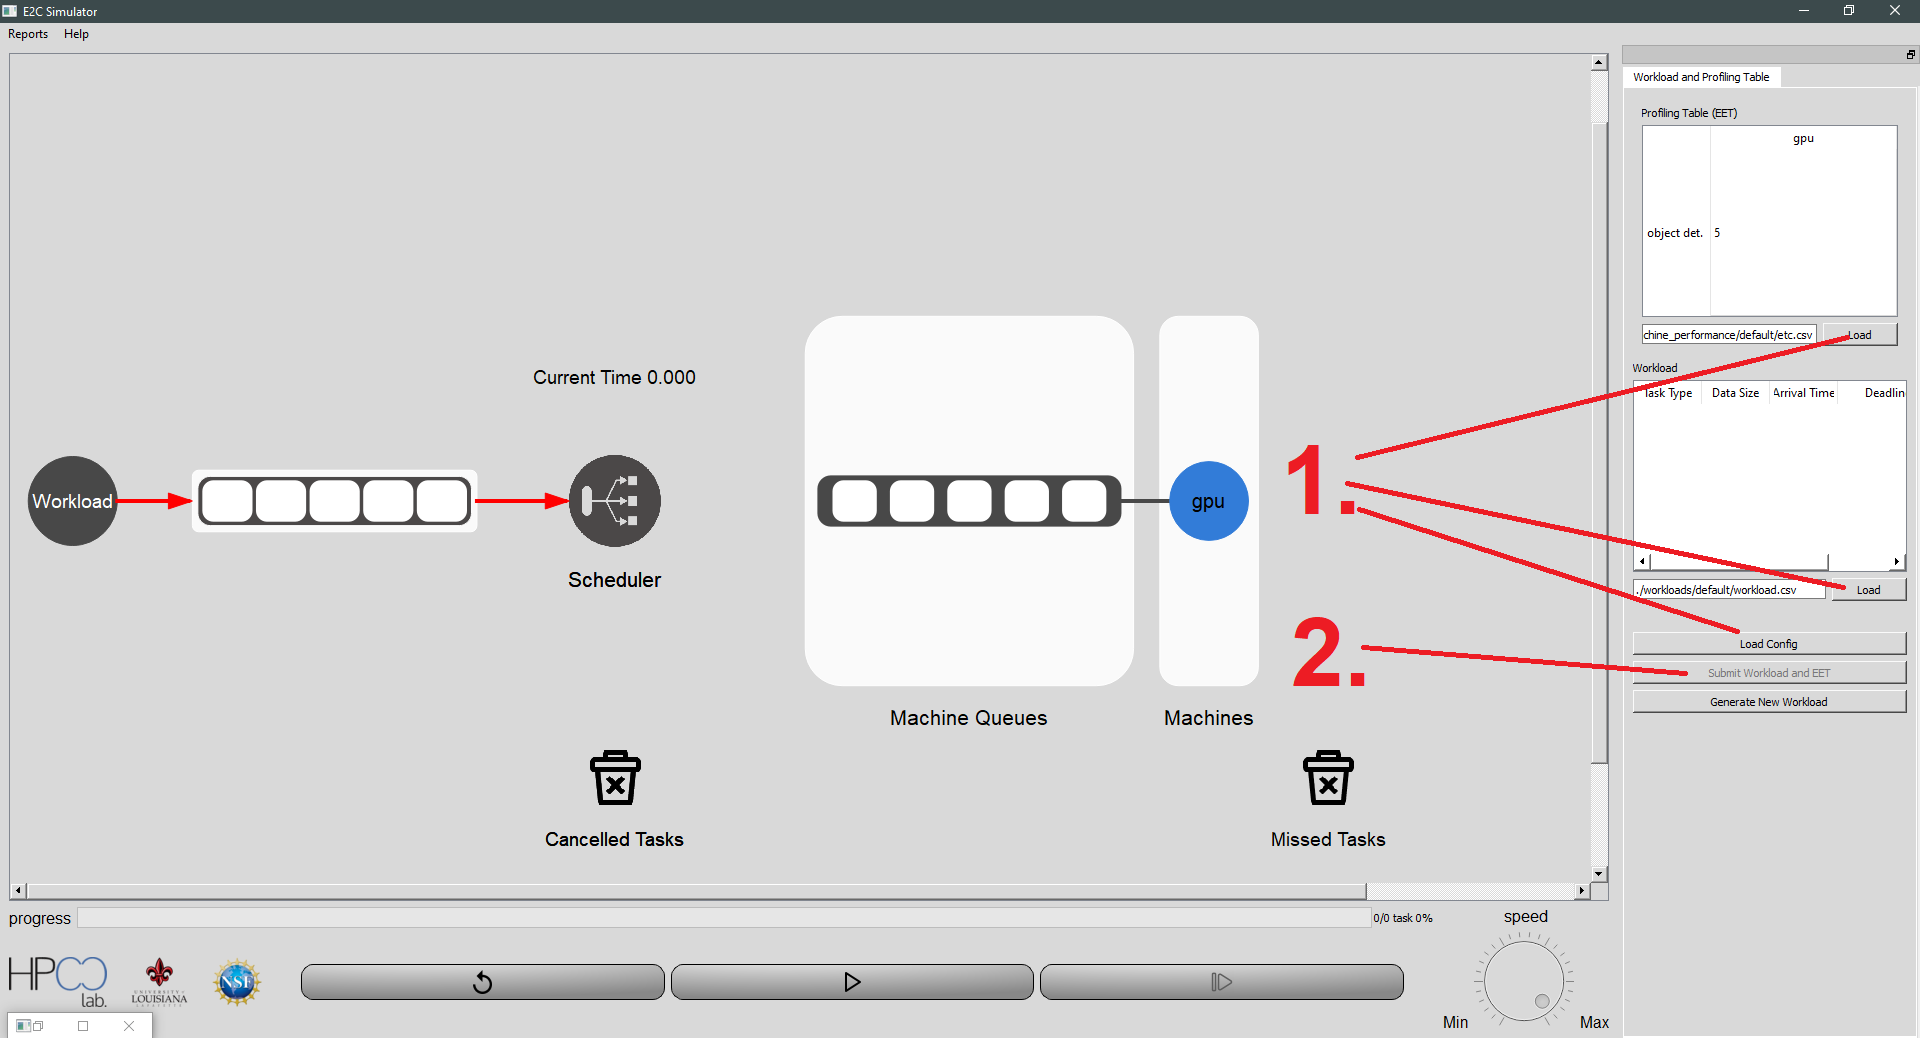 E2C Simulator
Reports Help
Workload and Profiling Table
Profiling Table (EET)
gpu
object det. 5
chine_performance/default/etc.csv Load
Workload
Task Type Data Size Arrival Time Deadlin
./workloads/default/workload.csv Load
Load Config
Submit Workload and EET
Generate New Workload
Current Time 0.000
1.
Workload
gpu
Scheduler
2.
Machine Queues Machines
Cancelled Tasks Missed Tasks
progress 0/0 task 0% speed
HPCC
lab.
UNIVERSITY of
LOUISIANA
LAFAYETTE
NSF
Min Max